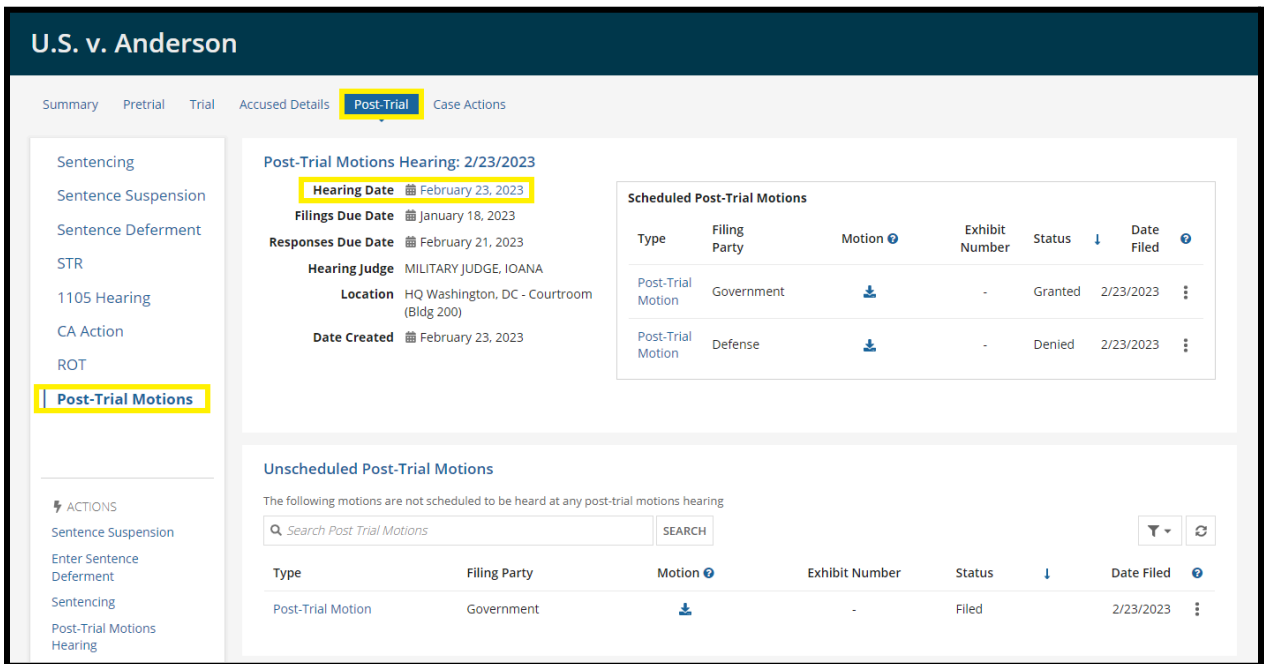 U.S. v. Anderson
Summary Pretrial Trial Accused Details Post-Trial Case Actions
Sentencing
Sentence Suspension
Sentence Deferment
STR
1105 Hearing
CA Action
ROT
Post-Trial Motions
ACTIONS
Sentence Suspension
Enter Sentence
Deferment
Sentencing
Post-Trial Motions
Hearing
Post-Trial Motions Hearing: 2/23/2023
Hearing Date February 23, 2023
Filings Due Date January 18, 2023
Responses Due Date February 21, 2023
Hearing Judge MILITARY JUDGE, IOANA
Location HQ Washington, DC - Courtroom
(Bldg 200)
Date Created February 23, 2023
Scheduled Post-Trial Motions
Type Filing Party Motion ? Exhibit Number Status ↓ Date Filed ?
Post-Trial Motion Government - Granted 2/23/2023
Post-Trial Motion Defense - Denied 2/23/2023
Unscheduled Post-Trial Motions
The following motions are not scheduled to be heard at any post-trial motions hearing
Search Post Trial Motions SEARCH
Type Filing Party Motion ? Exhibit Number Status ↓ Date Filed ?
Post-Trial Motion Government - Filed 2/23/2023